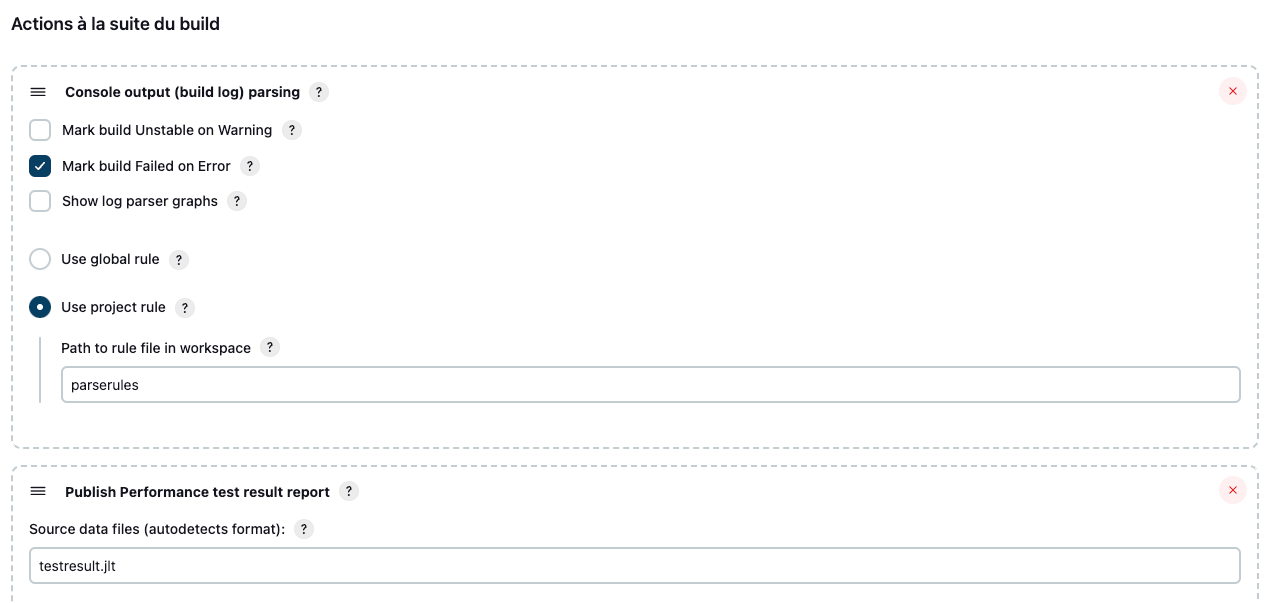 Actions à la suite du build
Console output (build log) parsing ?
Mark build Unstable on Warning ?
Mark build Failed on Error ?
Show log parser graphs ?
Use global rule ?
Use project rule ?
Path to rule file in workspace ?
parserules
Publish Performance test result report ?
Source data files (autodetects format): ?
testresult.jlt